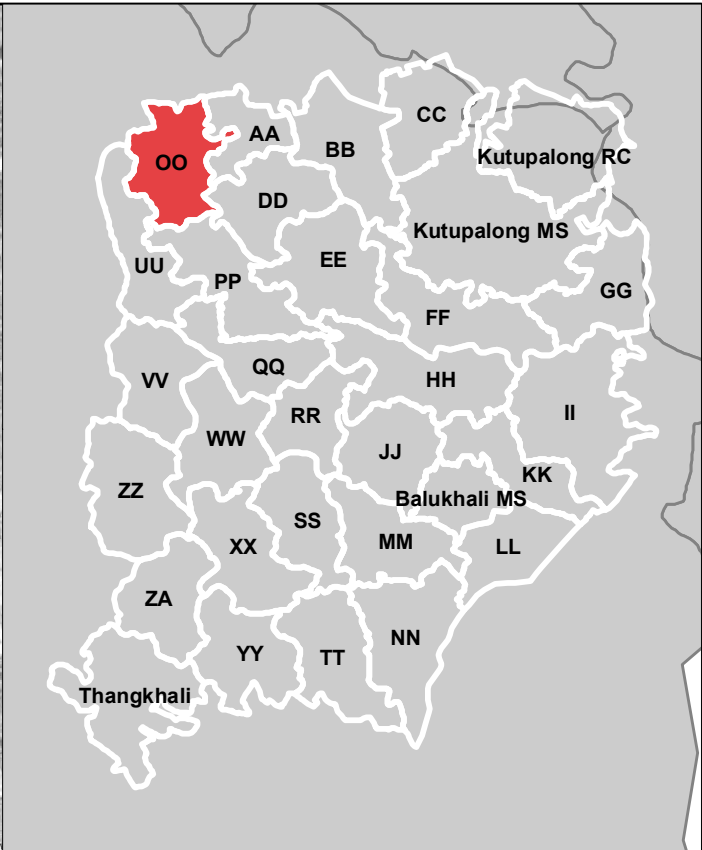 CC
AA
BB
Kutupalong RC
OO
DD
Kutupalong MS
EE
UU
PP
GG
FF
QQ
VV
HH
II
RR
WW
JJ
KK
ZZ
Balukhali MS
SS
MM
XX
LL
ZA
NN
YY
TT
Thangkhali